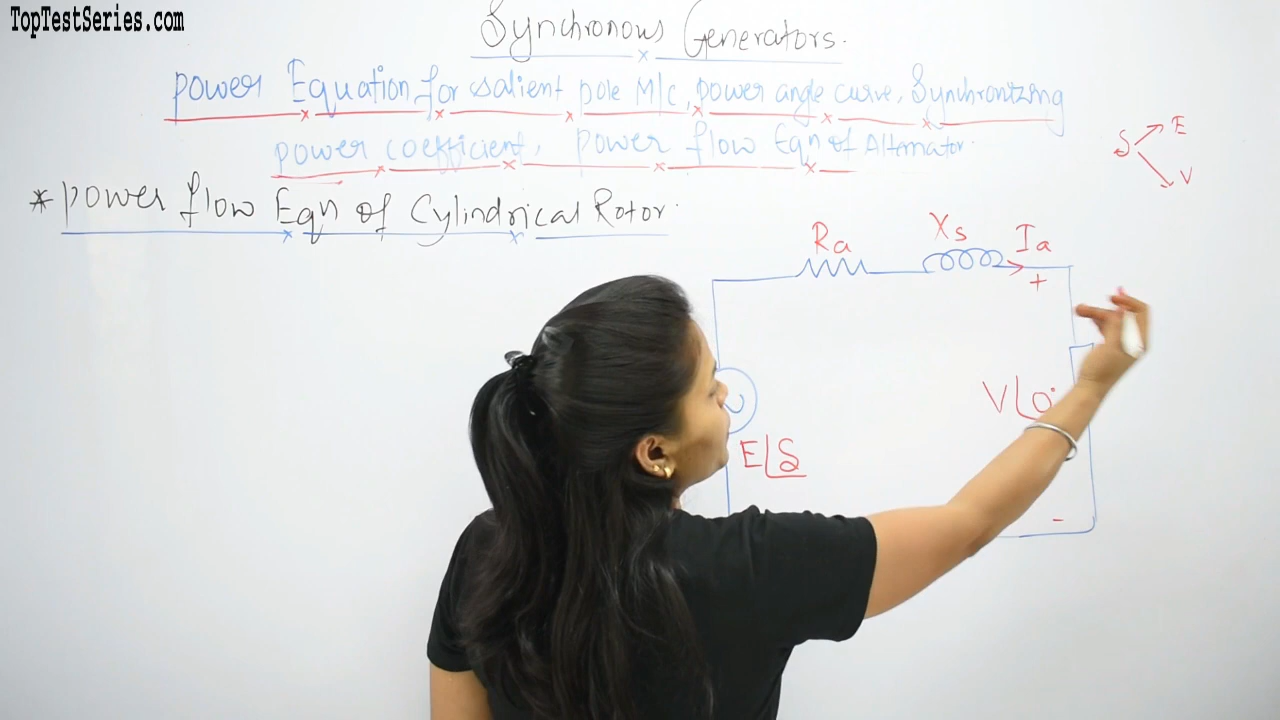 TopTestSeries.com
Synchronous Generators.
Power Equation for salient pole M/c, power angle curve, Synchronizing
power coefficient, power flow Eqn of Alternator.
* Power flow Eqn of Cylindrical Rotor.
δ E
V
Ra Xs Ia
+
V∠0°
E∠δ
-